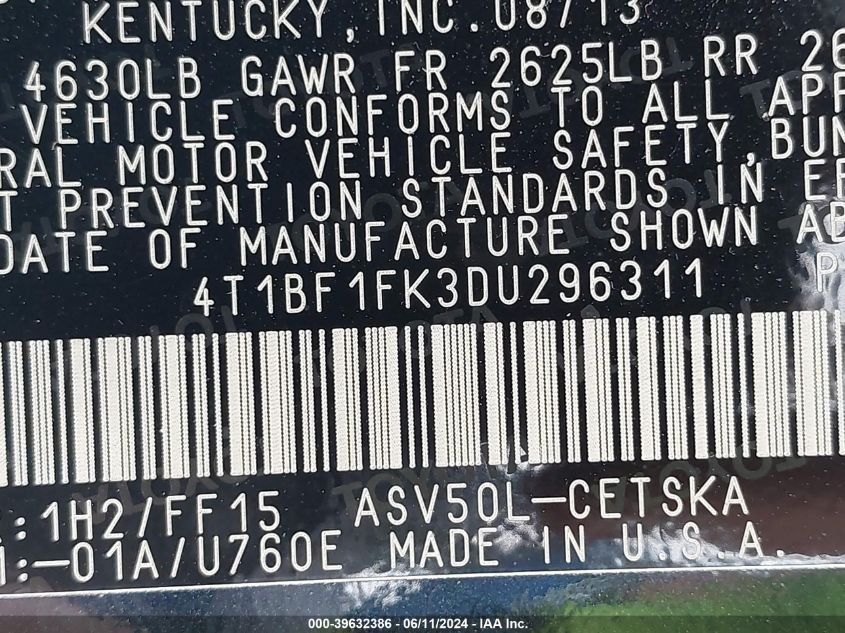 KENTUCKY, INC. 08/13
4630LB GAWR FR 2625LB RR 26
VEHICLE CONFORMS TO ALL APP
RAL MOTOR VEHICLE SAFETY, BUM
T PREVENTION STANDARDS IN EF
DATE OF MANUFACTURE SHOWN AB
4T1BF1FK3DU296311 P
:1H2/FF15 ASV50L-CETSKA
:-01A/U760E MADE IN U.S.A.
000-39632386 - 06/11/2024 - IAA Inc.